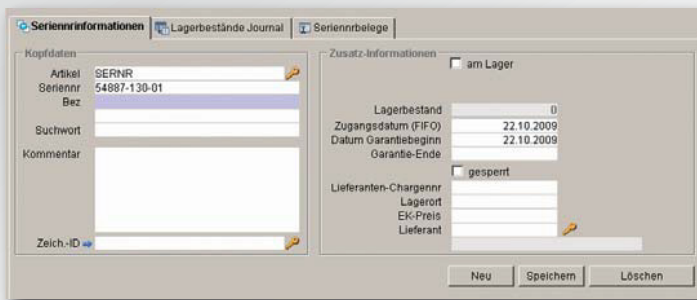 Seriennrinformationen Lagerbestände Journal Seriennrbelege
Kopfdaten
Artikel SERNR
Seriennr 54887-130-01
Bez
Suchwort
Kommentar
Zeich.-ID
Zusatz-Informationen
am Lager
Lagerbestand 0
Zugangsdatum (FIFO) 22.10.2009
Datum Garantiebeginn 22.10.2009
Garantie-Ende
gesperrt
Lieferanten-Chargennr
Lagerort
EK-Preis
Lieferant
Neu Speichern Löschen